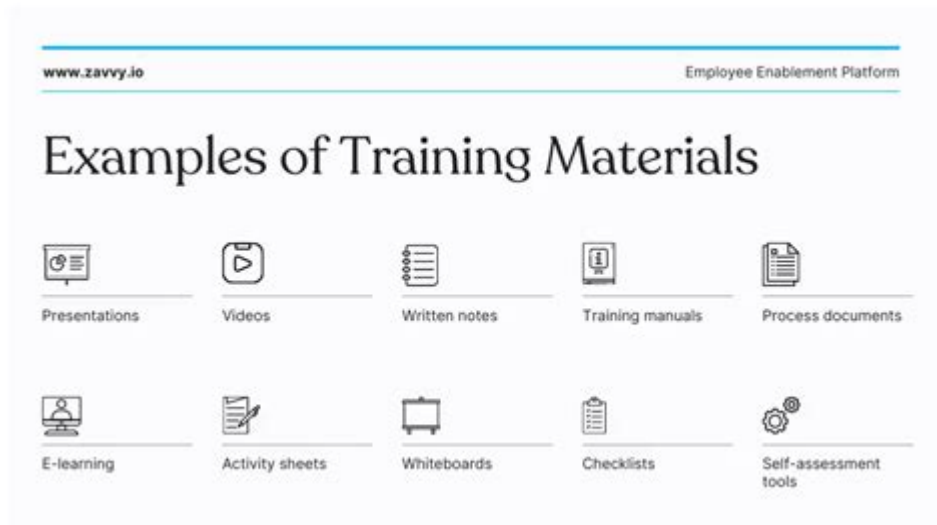 www.zavvy.io
Employee Enablement Platform
Examples of Training Materials
Presentations
Videos
Written notes
Training manuals
Process documents
E-learning
Activity sheets
Whiteboards
Checklists
Self-assessment
tools